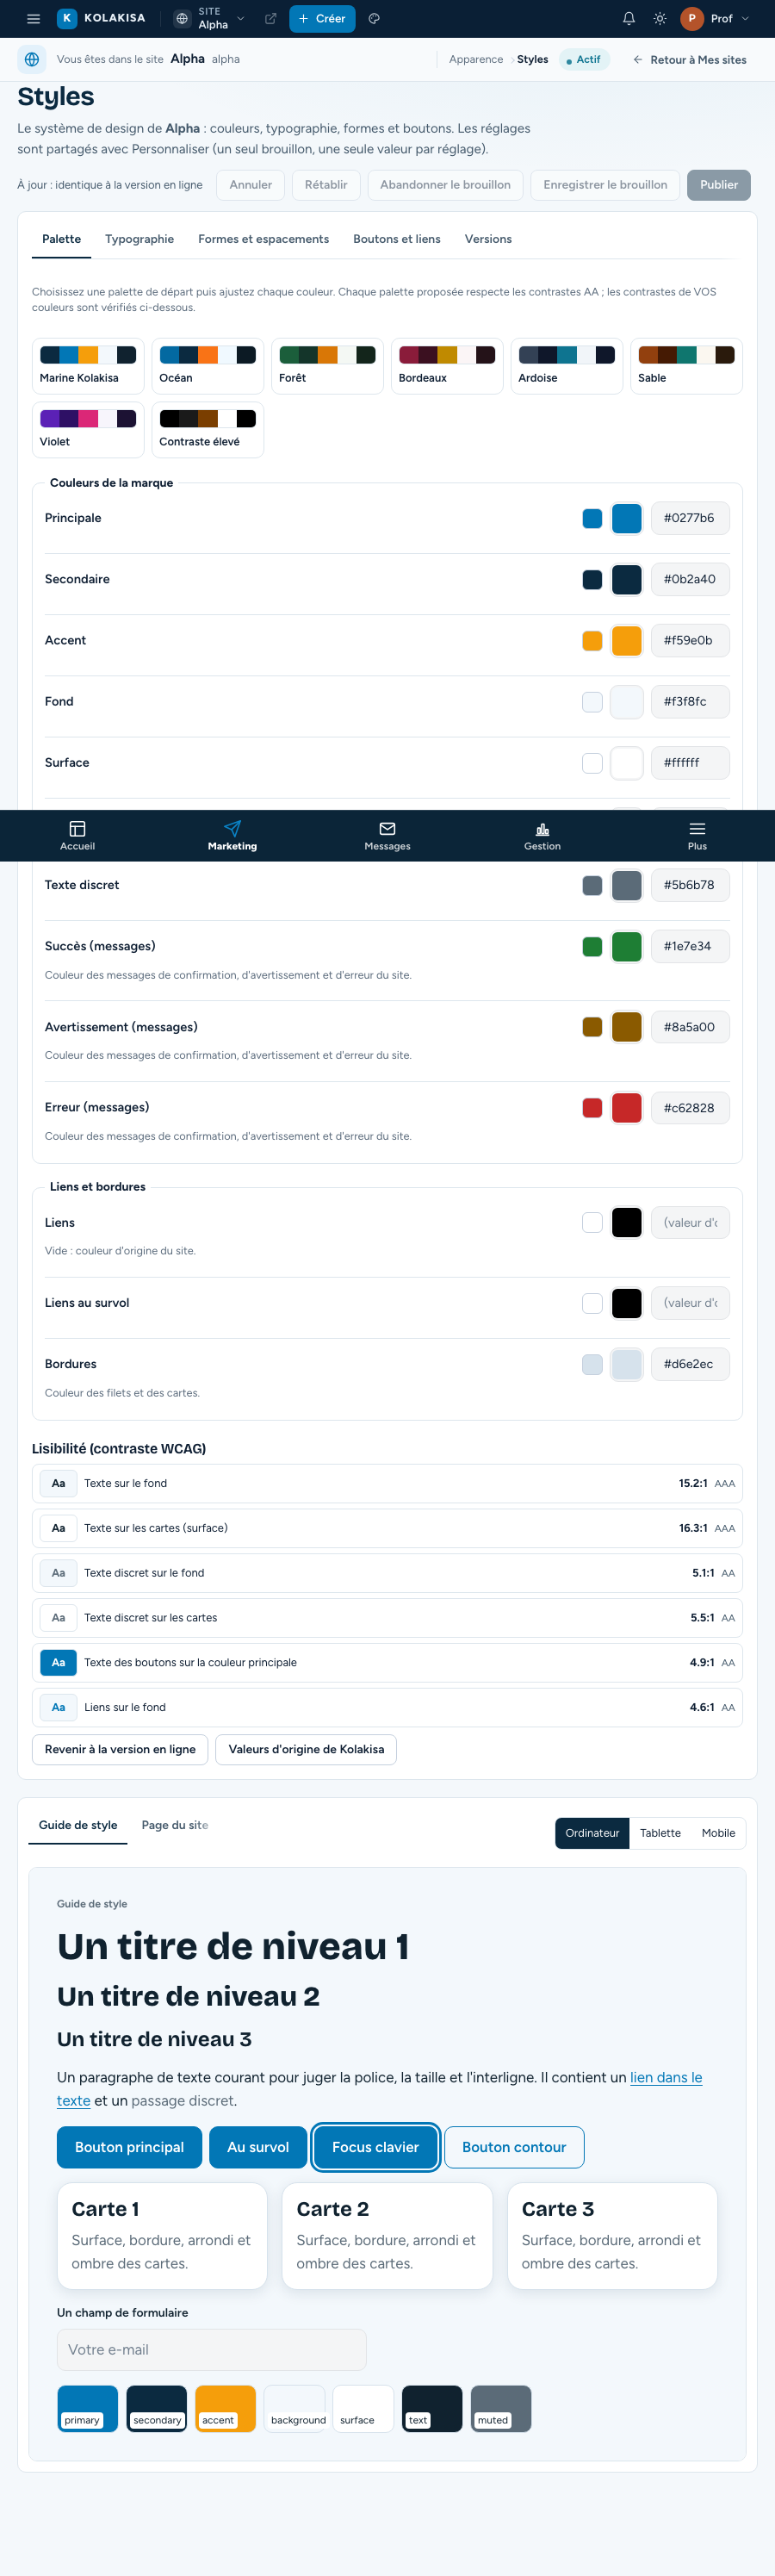 K KOLAKISA
SITE
Alpha
Créer
P Prof
Vous êtes dans le site Alpha alpha
Apparence Styles
Actif
Retour à Mes sites
Styles
Le système de design de Alpha : couleurs, typographie, formes et boutons. Les réglages
sont partagés avec Personnaliser (un seul brouillon, une seule valeur par réglage).
À jour : identique à la version en ligne
Annuler
Rétablir
Abandonner le brouillon
Enregistrer le brouillon
Publier
Palette
Typographie
Formes et espacements
Boutons et liens
Versions
Choisissez une palette de départ puis ajustez chaque couleur. Chaque palette proposée respecte les contrastes AA ; les contrastes de VOS
couleurs sont vérifiés ci-dessous.
Marine Kolakisa
Océan
Forêt
Bordeaux
Ardoise
Sable
Violet
Contraste élevé
Couleurs de la marque
Principale
#0277b6
Secondaire
#0b2a40
Accent
#f59e0b
Fond
#f3f8fc
Surface
#ffffff
Accueil
Marketing
Messages
Gestion
Plus
Texte discret
#5b6b78
Succès (messages)
#1e7e34
Couleur des messages de confirmation, d'avertissement et d'erreur du site.
Avertissement (messages)
#8a5a00
Couleur des messages de confirmation, d'avertissement et d'erreur du site.
Erreur (messages)
#c62828
Couleur des messages de confirmation, d'avertissement et d'erreur du site.
Liens et bordures
Liens
(valeur d'o
Vide : couleur d'origine du site.
Liens au survol
(valeur d'o
Bordures
#d6e2ec
Couleur des filets et des cartes.
Lisibilité (contraste WCAG)
Aa Texte sur le fond 15.2:1 AAA
Aa Texte sur les cartes (surface) 16.3:1 AAA
Aa Texte discret sur le fond 5.1:1 AA
Aa Texte discret sur les cartes 5.5:1 AA
Aa Texte des boutons sur la couleur principale 4.9:1 AA
Aa Liens sur le fond 4.6:1 AA
Revenir à la version en ligne
Valeurs d'origine de Kolakisa
Guide de style
Page du site
Ordinateur
Tablette
Mobile
Guide de style
Un titre de niveau 1
Un titre de niveau 2
Un titre de niveau 3
Un paragraphe de texte courant pour juger la police, la taille et l'interligne. Il contient un lien dans le
texte et un passage discret.
Bouton principal
Au survol
Focus clavier
Bouton contour
Carte 1
Surface, bordure, arrondi et
ombre des cartes.
Carte 2
Surface, bordure, arrondi et
ombre des cartes.
Carte 3
Surface, bordure, arrondi et
ombre des cartes.
Un champ de formulaire
Votre e-mail
primary
secondary
accent
background
surface
text
muted